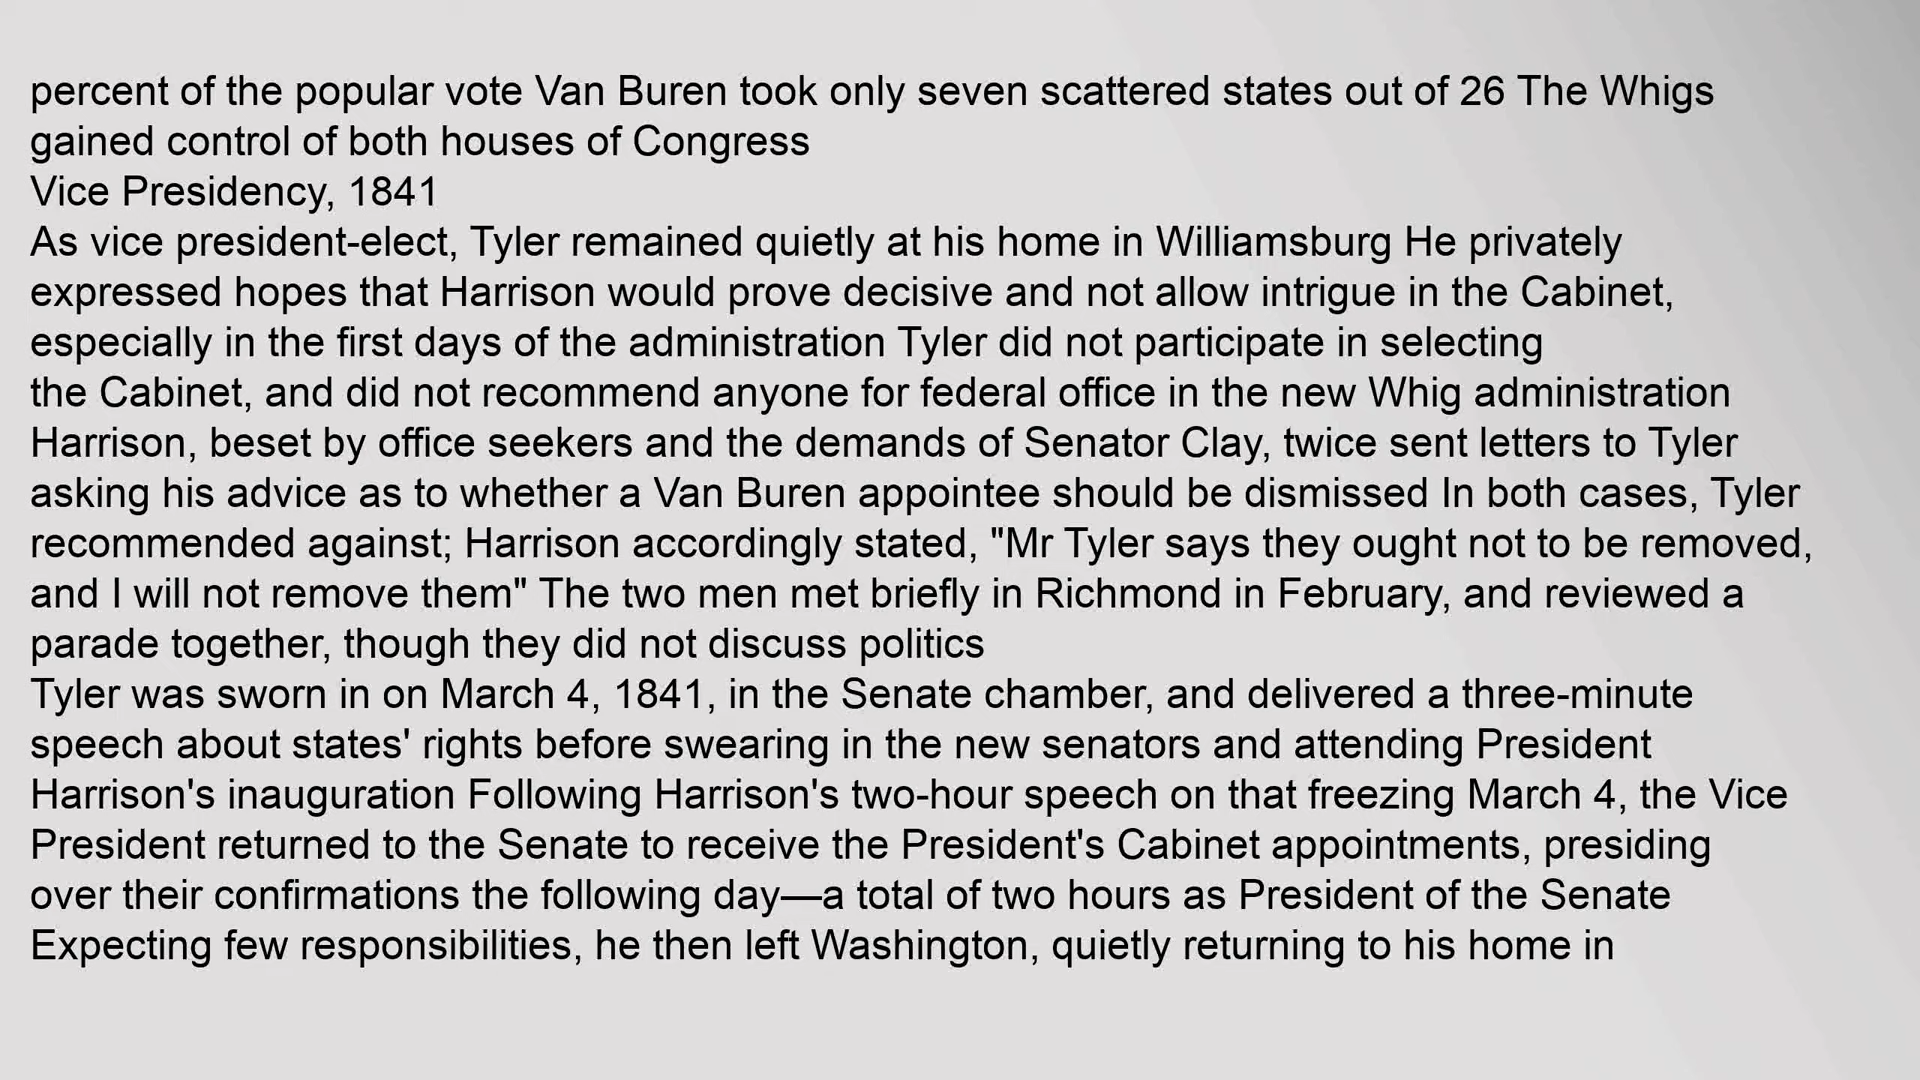 percent of the popular vote Van Buren took only seven scattered states out of 26 The Whigs
gained control of both houses of Congress
Vice Presidency, 1841
As vice president-elect, Tyler remained quietly at his home in Williamsburg He privately
expressed hopes that Harrison would prove decisive and not allow intrigue in the Cabinet,
especially in the first days of the administration Tyler did not participate in selecting
the Cabinet, and did not recommend anyone for federal office in the new Whig administration
Harrison, beset by office seekers and the demands of Senator Clay, twice sent letters to Tyler
asking his advice as to whether a Van Buren appointee should be dismissed In both cases, Tyler
recommended against; Harrison accordingly stated, "Mr Tyler says they ought not to be removed,
and I will not remove them" The two men met briefly in Richmond in February, and reviewed a
parade together, though they did not discuss politics
Tyler was sworn in on March 4, 1841, in the Senate chamber, and delivered a three-minute
speech about states' rights before swearing in the new senators and attending President
Harrison's inauguration Following Harrison's two-hour speech on that freezing March 4, the Vice
President returned to the Senate to receive the President's Cabinet appointments, presiding
over their confirmations the following day—a total of two hours as President of the Senate
Expecting few responsibilities, he then left Washington, quietly returning to his home in